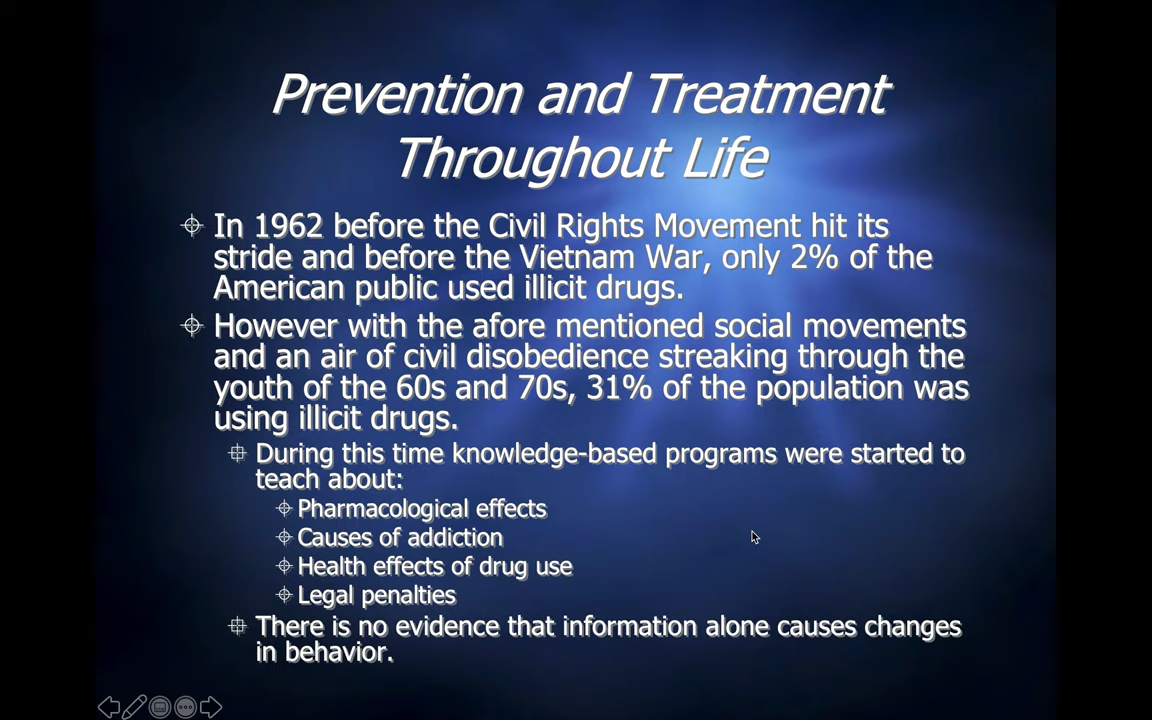 Prevention and Treatment
Throughout Life
In 1962 before the Civil Rights Movement hit its
stride and before the Vietnam War, only 2% of the
American public used illicit drugs.
However with the afore mentioned social movements
and an air of civil disobedience streaking through the
youth of the 60s and 70s, 31% of the population was
using illicit drugs.
During this time knowledge-based programs were started to
teach about:
Pharmacological effects
Causes of addiction
Health effects of drug use
Legal penalties
There is no evidence that information alone causes changes
in behavior.